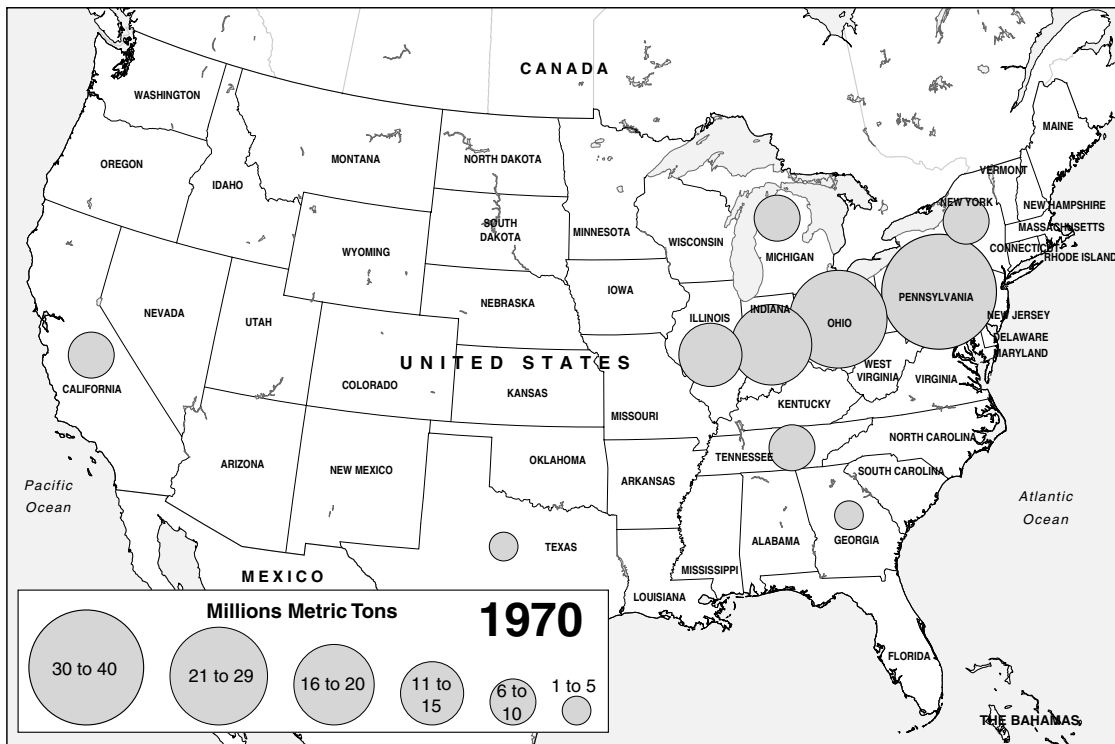 CANADA
WASHINGTON
MAINE
MONTANA
NORTH DAKOTA
OREGON
VERMONT
IDAHO
NEW YORK
NEW HAMPSHIRE
SOUTH
DAKOTA
MINNESOTA
MASSACHUSETTS
WISCONSIN
CONNECTICUT
WYOMING
MICHIGAN
RHODE ISLAND
IOWA
PENNSYLVANIA
NEBRASKA
NEVADA
INDIANA
ILLINOIS
NEW JERSEY
UTAH
OHIO
DELAWARE
MARYLAND
UNITED STATES
WEST
VIRGINIA
VIRGINIA
CALIFORNIA
COLORADO
KANSAS
KENTUCKY
MISSOURI
NORTH CAROLINA
TENNESSEE
OKLAHOMA
ARIZONA
NEW MEXICO
SOUTH CAROLINA
ARKANSAS
Pacific
Ocean
Atlantic
Ocean
TEXAS
ALABAMA
GEORGIA
MISSISSIPPI
MEXICO
LOUISIANA
FLORIDA
THE BAHAMAS
Millions Metric Tons
1970
30 to 40
21 to 29
16 to 20
11 to
15
6 to
10
1 to 5